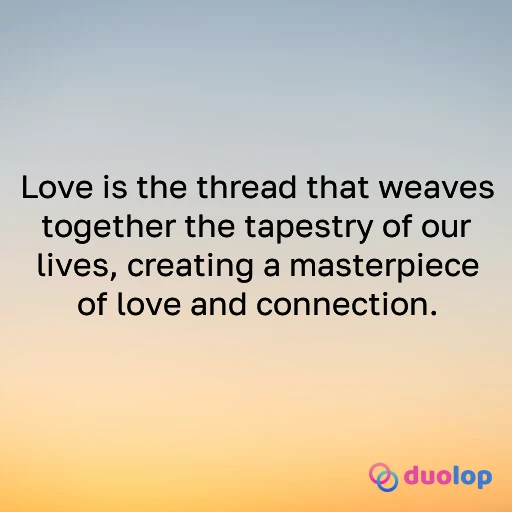 Love is the thread that weaves
together the tapestry of our
lives, creating a masterpiece
of love and connection.
duolop